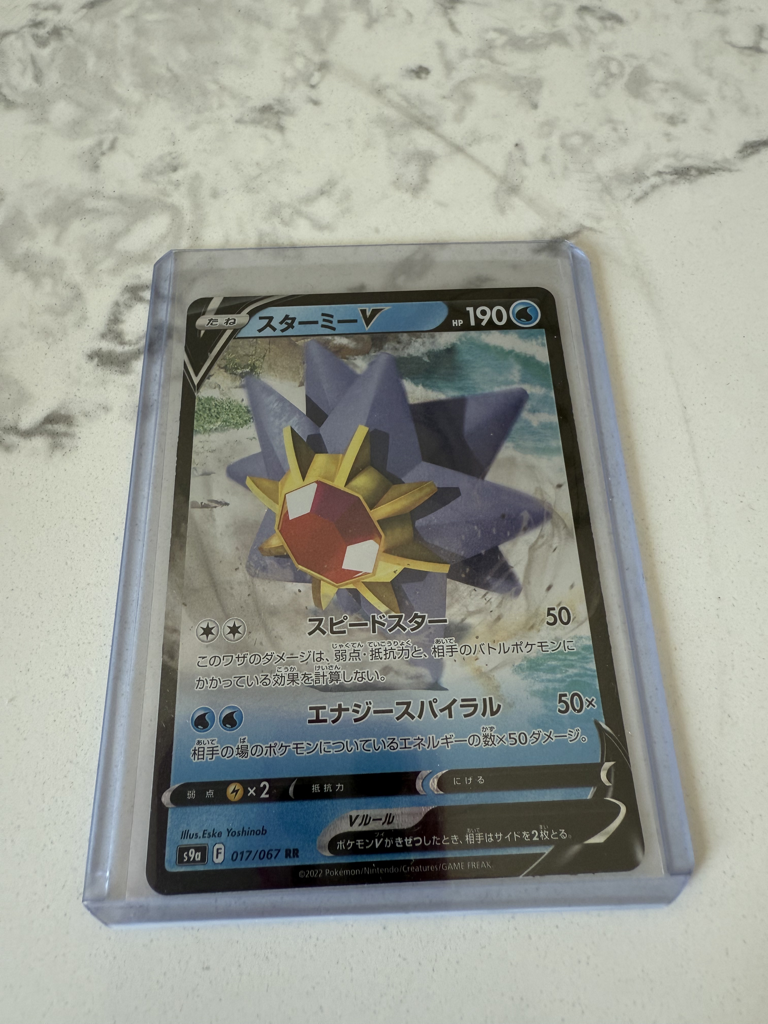 たね スターミーV HP 190
スピードスター 50
このワザのダメージは、弱点・抵抗力と、相手のバトルポケモンに
かかっている効果を計算しない。
エナジースパイラル 50×
相手の場のポケモンについているエネルギーの数×50ダメージ。
弱点 ×2 抵抗力 にげる
Vルール
ポケモンVがきぜつしたとき、相手はサイドを2枚とる。
Illus.Eske Yoshinob
s9a F 017/067 RR
©2022 Pokémon/Nintendo/Creatures/GAME FREAK.